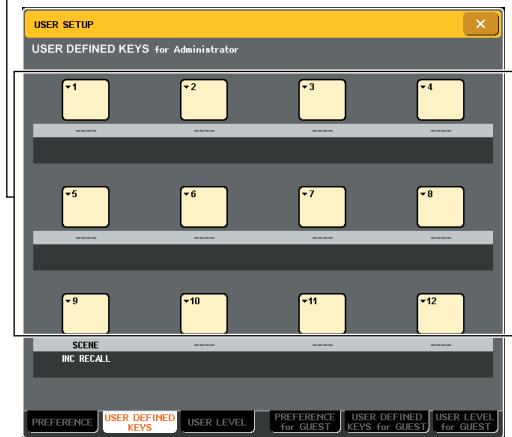 USER SETUP
×
USER DEFINED KEYS for Administrator
1 2 3 4
---- ---- ---- ----
5 6 7 8
---- ---- ---- ----
9 10 11 12
SCENE ---- ---- ----
INC RECALL
PREFERENCE
USER DEFINED
KEYS
USER LEVEL
PREFERENCE
for GUEST
USER DEFINED
KEYS for GUEST
USER LEVEL
for GUEST